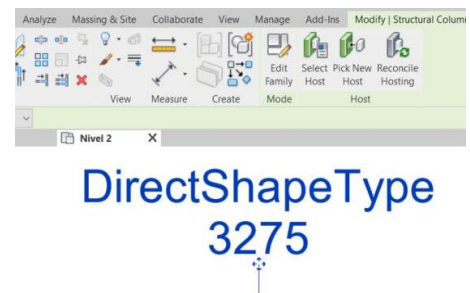 Analyze Massing & Site Collaborate View Manage Add-Ins Modify | Structural Colum
Edit Family
Select Host
Pick New Host
Reconcile Hosting
View Measure Create Mode Host
Nivel 2 X
DirectShapeType
3275